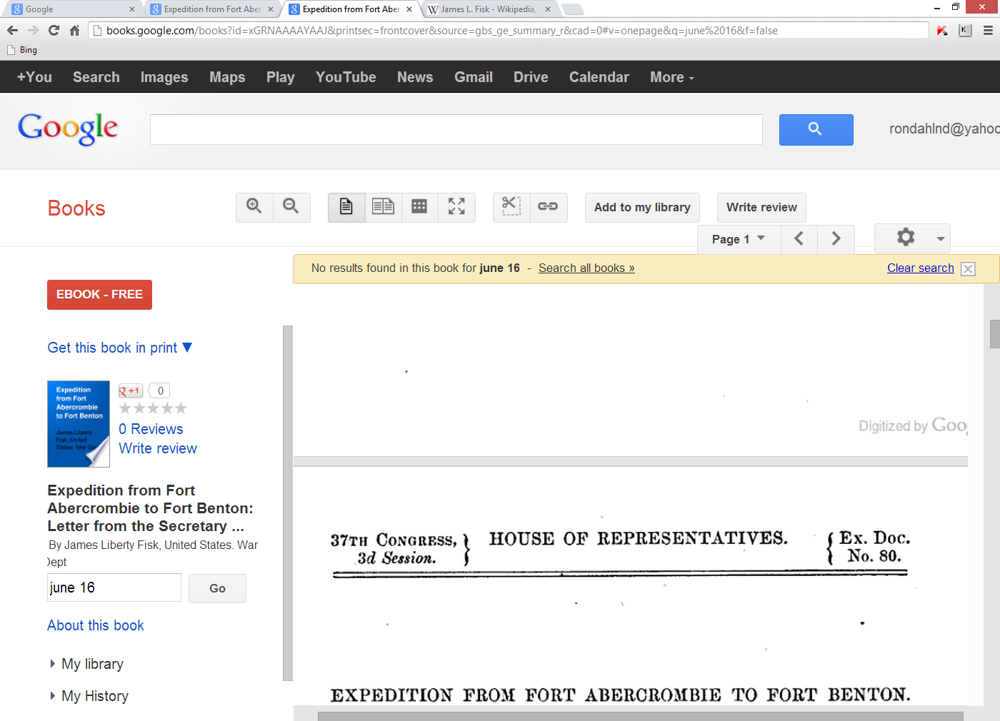 Google
Expedition from Fort Aber
Expedition from Fort Aber
James L. Fisk - Wikipedia,
books.google.com/books?id=xGRNAAAAYAAJ&printsec=frontcover&source=gbs_ge_summary_r&cad=0#v=onepage&q=june%2016&f=false
Bing
+You Search Images Maps Play YouTube News Gmail Drive Calendar More
Google
rondahlnd@yahoo
Books
Add to my library
Write review
Page 1
No results found in this book for june 16 - Search all books »
Clear search
EBOOK - FREE
Get this book in print ▼
Expedition
from Fort
Abercrombie
to Fort Benton
James Liberty
Fisk, United
States. War De
g +1 0
0 Reviews
Write review
Expedition from Fort
Abercrombie to Fort Benton:
Letter from the Secretary ...
By James Liberty Fisk, United States. War
Dept
june 16
Go
About this book
My library
My History
Digitized by Goo
37TH CONGRESS, } HOUSE OF REPRESENTATIVES. { Ex. Doc.
3d Session. No. 80.
EXPEDITION FROM FORT ABERCROMBIE TO FORT BENTON.